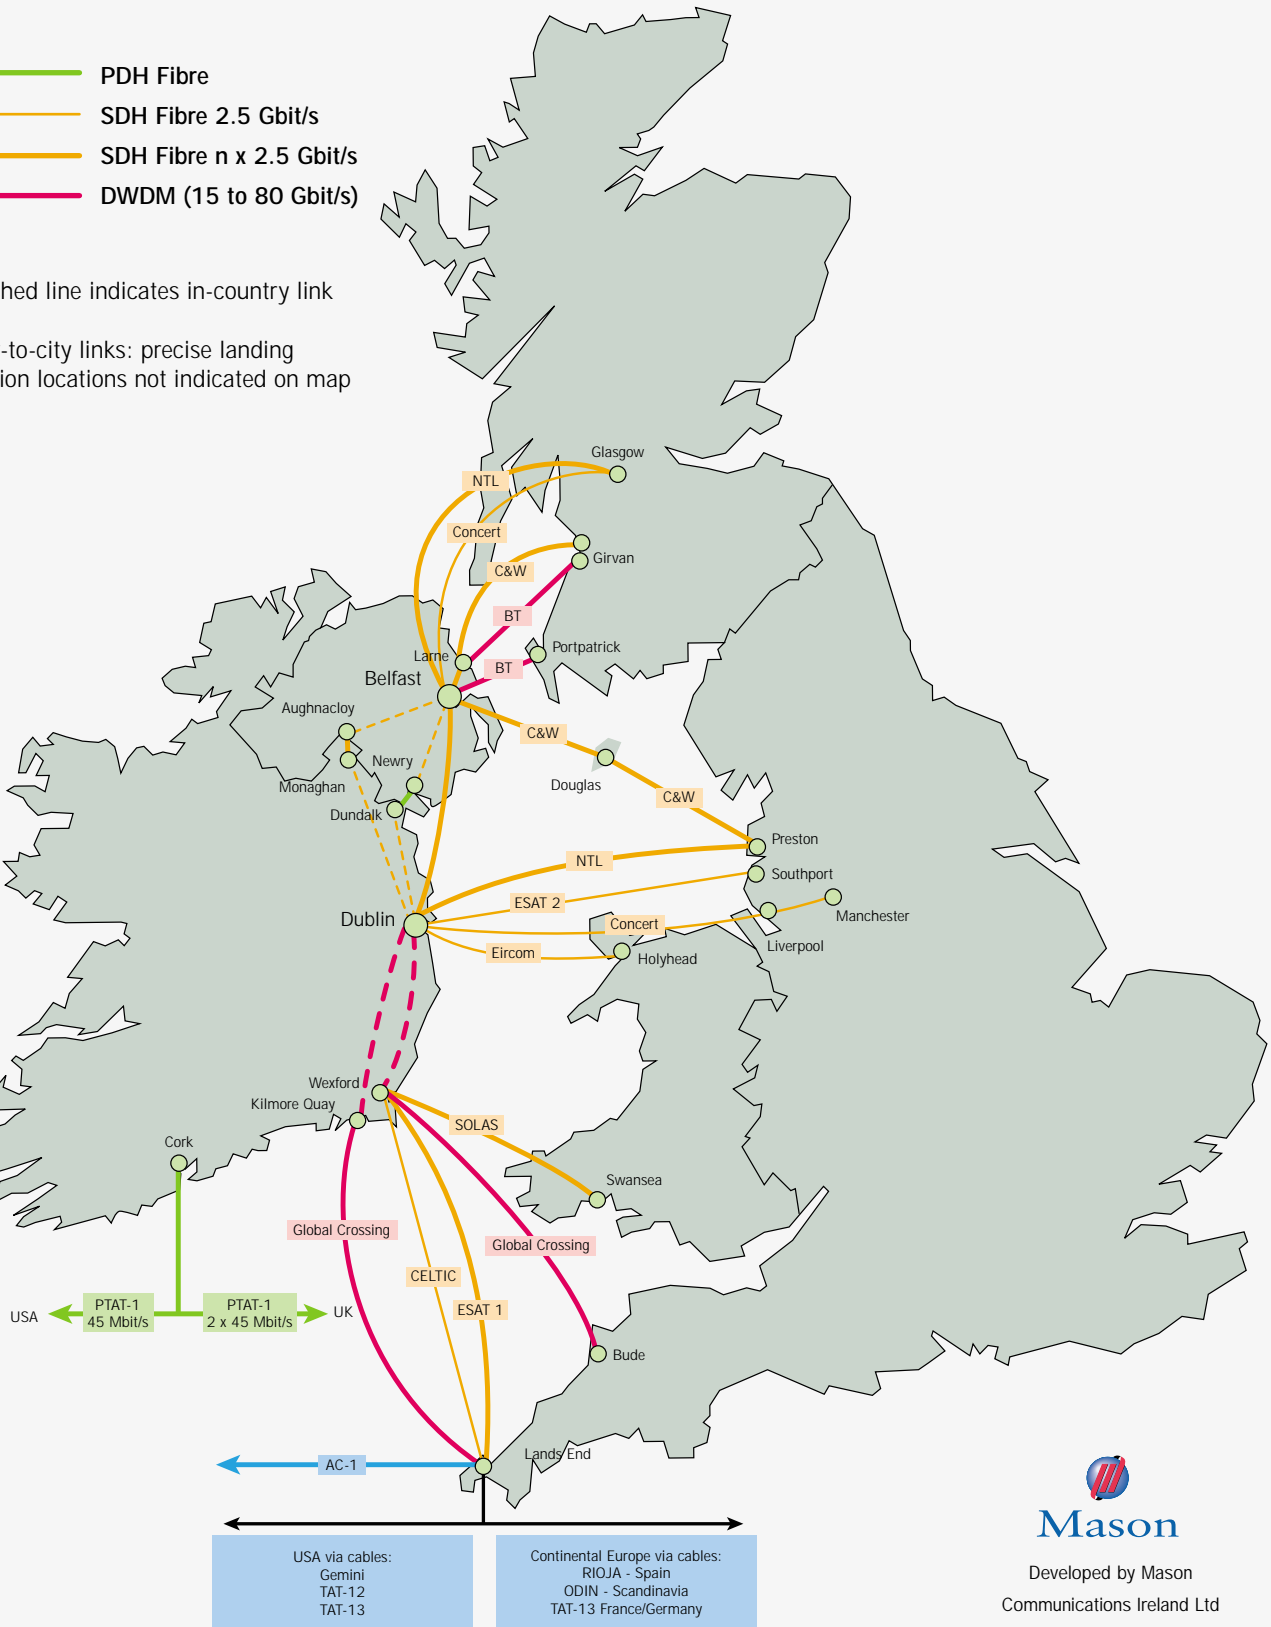 PDH Fibre
SDH Fibre 2.5 Gbit/s
SDH Fibre n x 2.5 Gbit/s
DWDM (15 to 80 Gbit/s)
hed line indicates in-country link
-to-city links: precise landing
ion locations not indicated on map
Glasgow
NTL
Concert
C&W
Girvan
BT
Larne
Portpatrick
BT
Belfast
Aughnacloy
C&W
Newry
Monaghan
Douglas
C&W
Dundalk
Preston
NTL
Southport
ESAT 2
Dublin
Manchester
Concert
Liverpool
Eircom
Holyhead
Wexford
Kilmore Quay
SOLAS
Cork
Swansea
Global Crossing
Global Crossing
CELTIC
ESAT 1
USA
PTAT-1
45 Mbit/s
PTAT-1
2 x 45 Mbit/s
UK
Bude
Lands End
AC-1
USA via cables:
Gemini
TAT-12
TAT-13
Continental Europe via cables:
RIOJA - Spain
ODIN - Scandinavia
TAT-13 France/Germany
Mason
Developed by Mason
Communications Ireland Ltd